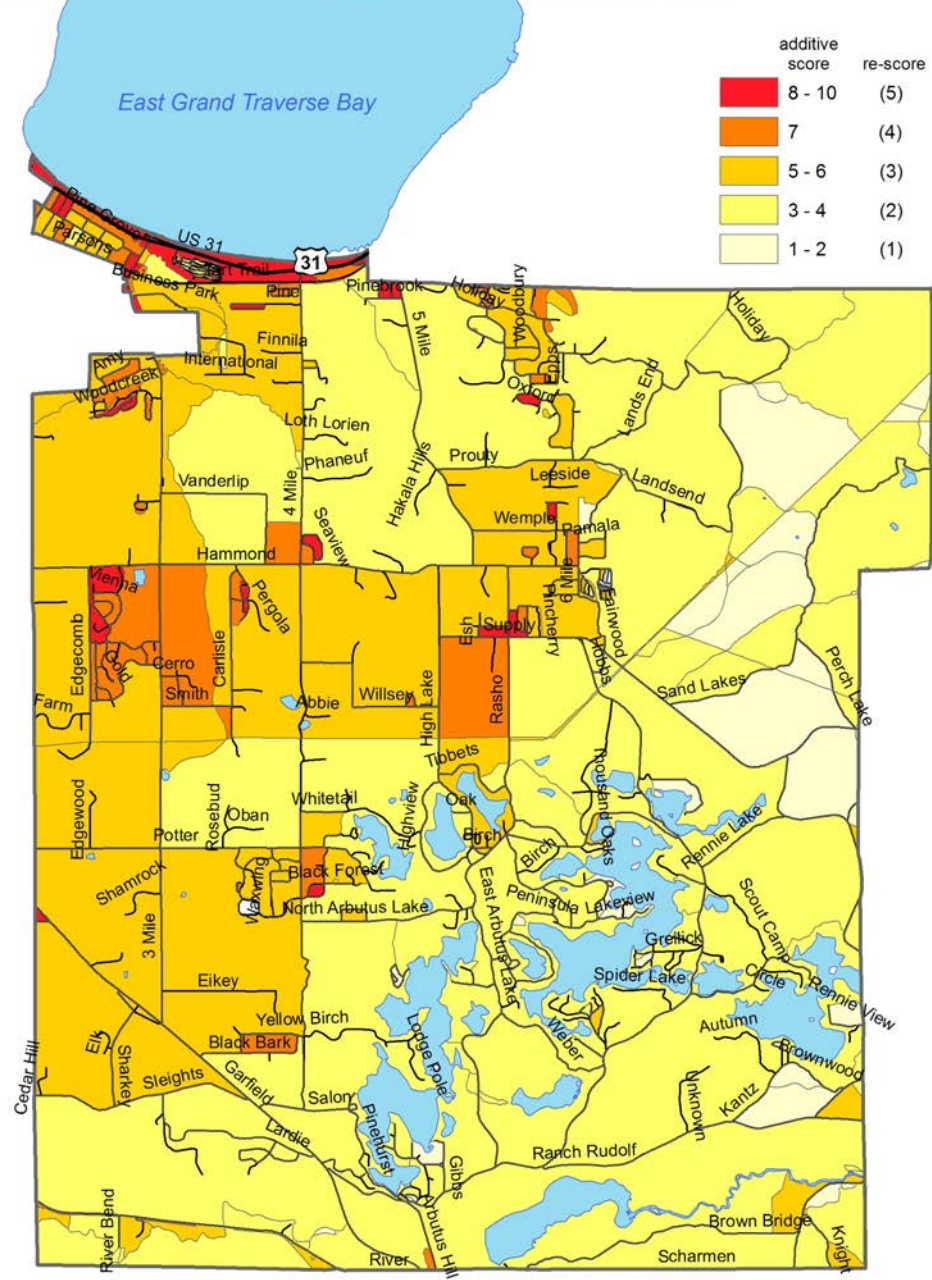 East Grand Traverse Bay
additive
score
re-score
8 - 10
(5)
7
(4)
5 - 6
(3)
3 - 4
(2)
1 - 2
(1)
Pine Grove
Parsons
US 31
31
Business Park
Pine
Pinebrook
Holiday
Woodbury
Holiday
5 Mile
Finnila
International
Amy
Woodcreek
Epps
Oxford
Lands End
Loth Lorien
Phaneuf
Hakala Hills
Prouty
Leeside
Landsend
Vanderlip
4 Mile
Seaview
Wemple
Pamala
Hammond
6 Mile
Vienna
Pergola
Edgecomb
Gold
Cerro
Carlisle
Smith
Farm
Esh
Supply
Hincherry
Fairwood
Hobbs
Sand Lakes
Perch Lake
Abbie
Willsey
High Lake
Rasho
Tibbets
Thousand Oaks
Whitetail
Highview
Oak
Edgewood
Potter
Rosebud
Oban
Birch
Birch
Rennie Lake
Shamrock
Waxwing
Black Forest
North Arbutus Lake
East Arbutus Lake
Peninsula
Lakeview
Scout Camp
3 Mile
Greilick
Spider Lake
Circle
Rennie View
Eikey
Yellow Birch
Black Bark
Elk
Sharkey
Cedar Hill
Sleights
Garfield
Lodge Pole
Weber
Autumn
Brownwood
Kantz
Unknown
Salon
Lardie
Pinehurst
Gibbs
Ranch Rudolf
River Bend
River
Arbutus Hill
Brown Bridge
Scharmen
Knight